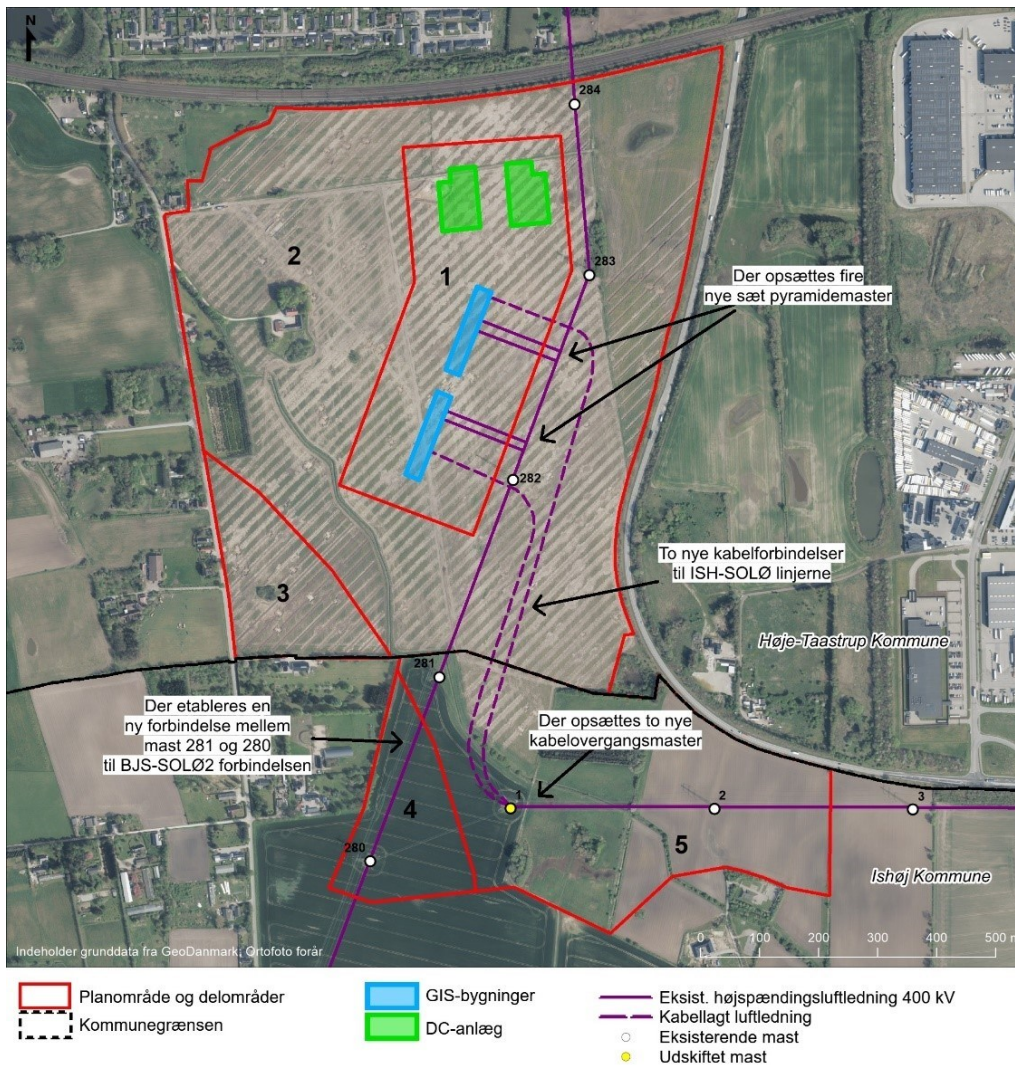 N
284
2
1
283
Der opsættes fire
nye sæt pyramidemaster
282
To nye kabelforbindelser
til ISH-SOLØ linjerne
3
Høje-Taastrup Kommune
281
Der etableres en
ny forbindelse mellem
mast 281 og 280
til BJS-SOLØ2 forbindelsen
Der opsættes to nye
kabelovergangsmaster
1
2
3
4
5
280
Ishøj Kommune
0 100 200 300 400 500 m
Indeholder grunddata fra GeoDanmark, Ortofoto forår
Planområde og delområder
Kommunegrænsen
GIS-bygninger
DC-anlæg
Eksist. højspændingsluftledning 400 kV
Kabellagt luftledning
Eksisterende mast
Udskiftet mast